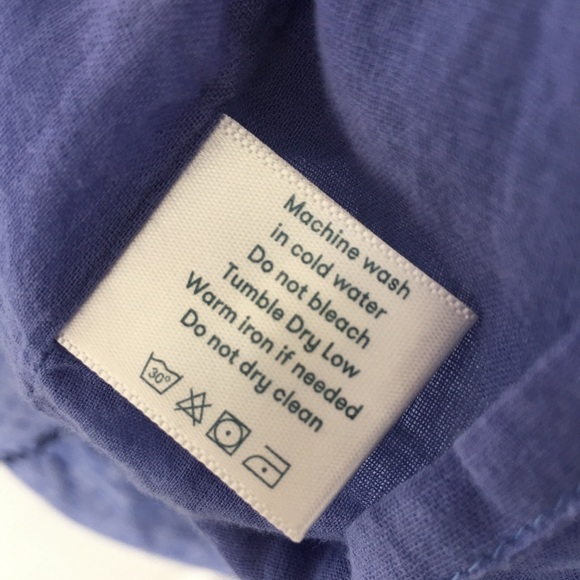 Machine wash
in cold water
Do not bleach
Tumble Dry Low
Warm iron if needed
Do not dry clean
30°